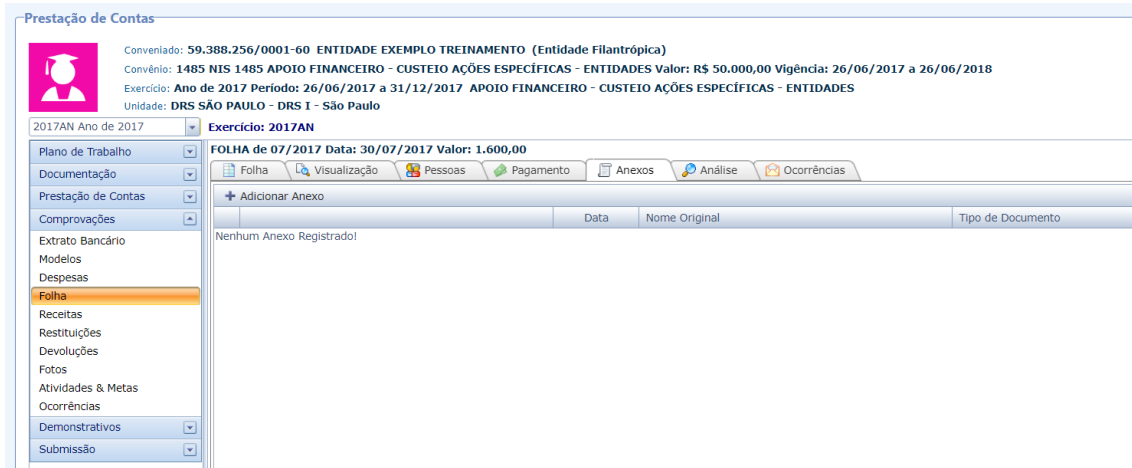 Prestação de Contas
Conveniado: 59.388.256/0001-60 ENTIDADE EXEMPLO TREINAMENTO (Entidade Filantrópica)
Convênio: 1485 NIS 1485 APOIO FINANCEIRO - CUSTEIO AÇÕES ESPECÍFICAS - ENTIDADES Valor: R$ 50.000,00 Vigência: 26/06/2017 a 26/06/2018
Exercício: Ano de 2017 Período: 26/06/2017 a 31/12/2017 APOIO FINANCEIRO - CUSTEIO AÇÕES ESPECÍFICAS - ENTIDADES
Unidade: DRS SÃO PAULO - DRS I - São Paulo
2017AN Ano de 2017 Exercício: 2017AN
Plano de Trabalho
Documentação
Prestação de Contas
Comprovações
Extrato Bancário
Modelos
Despesas
Folha
Receitas
Restituições
Devoluções
Fotos
Atividades & Metas
Ocorrências
Demonstrativos
Submissão
FOLHA de 07/2017 Data: 30/07/2017 Valor: 1.600,00
Folha Visualização Pessoas Pagamento Anexos Análise Ocorrências
Adicionar Anexo
Data Nome Original Tipo de Documento
Nenhum Anexo Registrado!